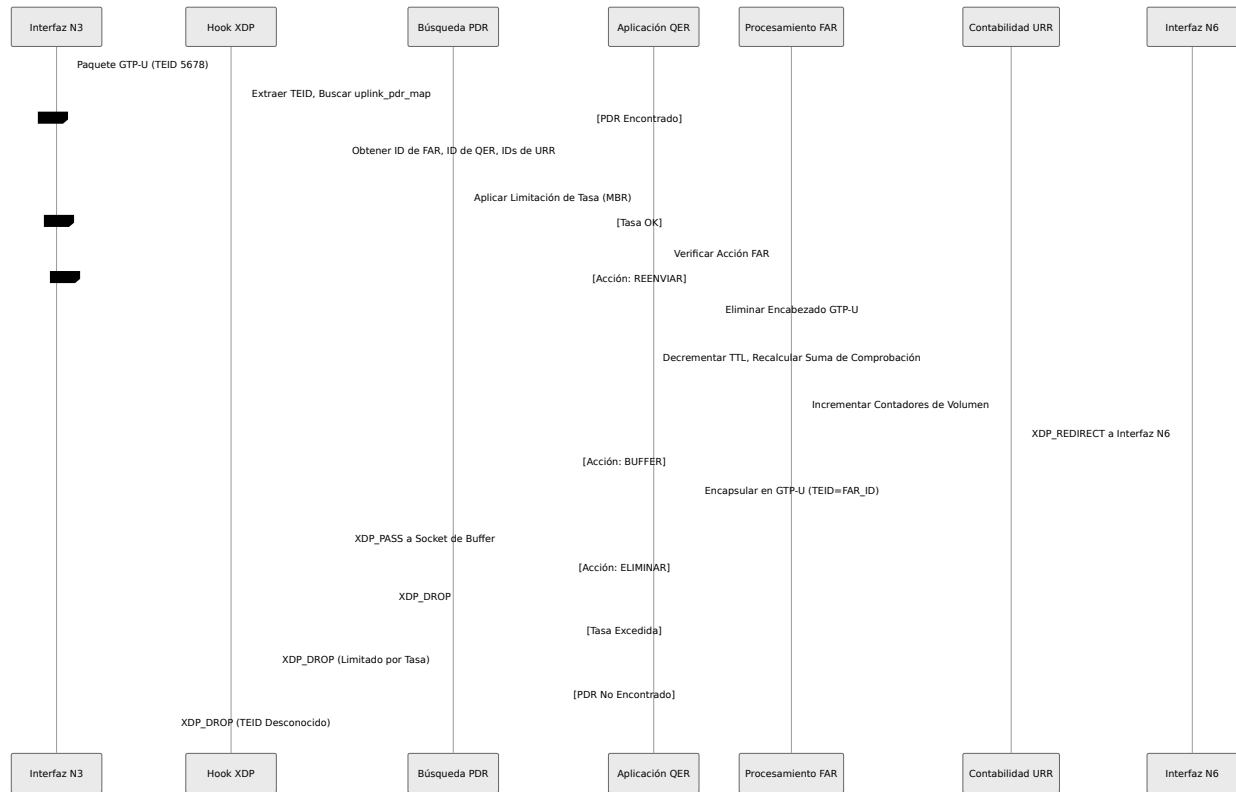 Interfaz N3
Hook XDP
Búsqueda PDR
Aplicación QER
Procesamiento FAR
Contabilidad URR
Interfaz N6
Paquete GTP-U (TEID 5678)
Extraer TEID, Buscar uplink_pdr_map
[PDR Encontrado]
Obtener ID de FAR, ID de QER, IDs de URR
Aplicar Limitación de Tasa (MBR)
[Tasa OK]
Verificar Acción FAR
[Acción: REENVIAR]
Eliminar Encabezado GTP-U
Decrementar TTL, Recalcular Suma de Comprobación
Incrementar Contadores de Volumen
XDP_REDIRECT a Interfaz N6
[Acción: BUFFER]
Encapsular en GTP-U (TEID=FAR_ID)
XDP_PASS a Socket de Buffer
[Acción: ELIMINAR]
XDP_DROP
[Tasa Excedida]
XDP_DROP (Limitado por Tasa)
[PDR No Encontrado]
XDP_DROP (TEID Desconocido)
Interfaz N3
Hook XDP
Búsqueda PDR
Aplicación QER
Procesamiento FAR
Contabilidad URR
Interfaz N6